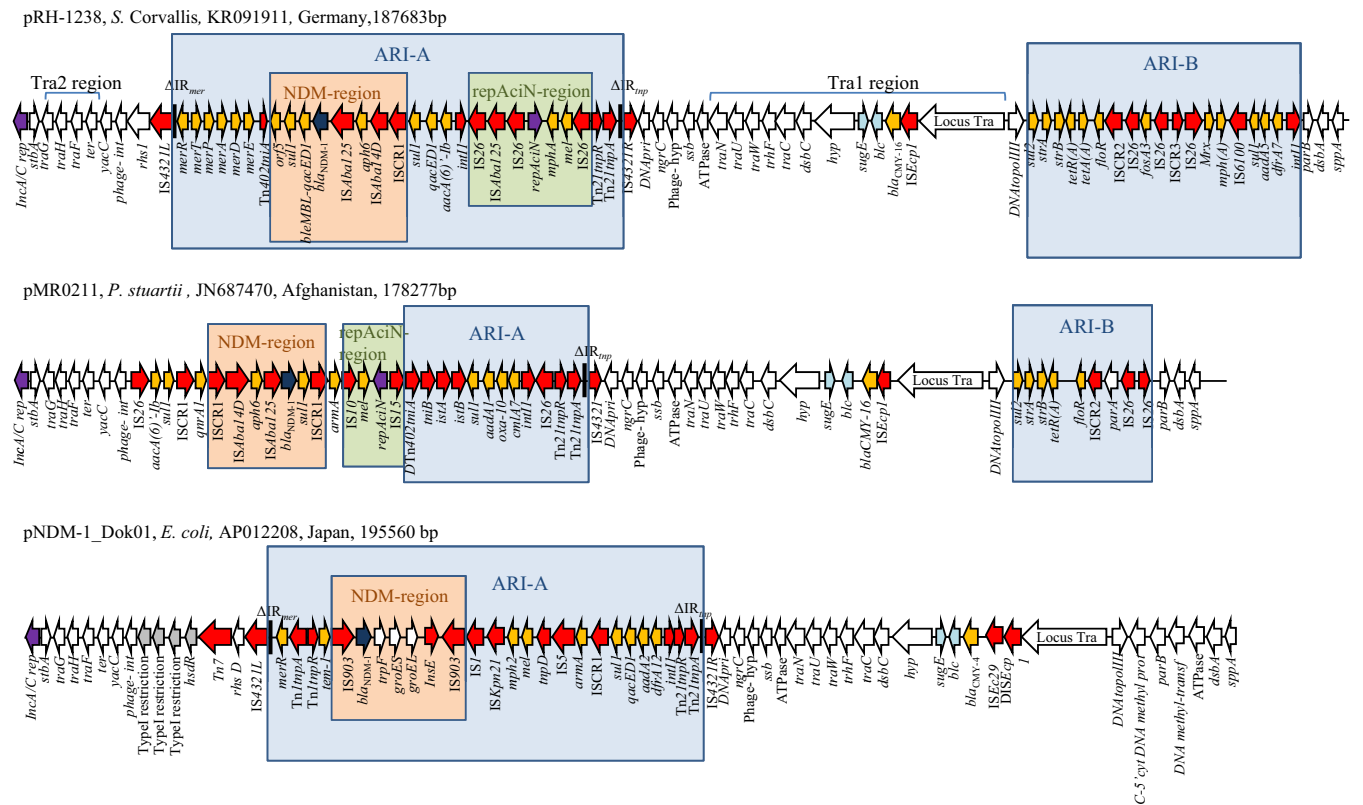 pRH-1238, S. Corvallis, KR091911, Germany,187683bp
ARI-A
ARI-B
Tra2 region
ΔIRmer
NDM-region
repAciN-region
ΔIRtnp
Tra1 region
Locus Tra
IncA/C rep
stbA
traG
traH
traF
ter
yacC
phage- int
rhs1
IS4321L
merR
merT
merP
merA
merD
merE
Tn402tniA
orf5
sul1
bleMBL-qacED1
blaNDM-1
ISAba125
aph6
ISAba14D
ISCR1
sul1
qacED1
aacA(6)'-Ib
intI1
IS26
ISAba125
IS26
repAciN
mphA
mel
IS26
Tn21tnpR
Tn21tnpA
IS4321R
DNApri
ngrC
Phage- hyp
ssb
ATPase
traN
traU
traW
trhF
traC
dsbC
hyp
sugE
blc
blaCMY-16
ISEcp1
DNAtopolIII
sul2
strA
strB
tetR(A)
tetA(A)
floR
ISCR2
IS26
fosA3
IS26
ISCR3
IS26
Mrx
mph(A)
IS6100
sul1
aadA5
dfrA7
intI1
parB
dsbA
sppA
pMR0211, P. stuartii , JN687470, Afghanistan, 178277bp
NDM-region
repAciN-
region
ARI-A
ΔIRtnp
ARI-B
Locus Tra
IncA/C rep
stbA
traG
traH
traF
ter
yacC
phage- int
IS26
aacA(6)'-Ib
sul1
ISCR1
qnrA1
ISCR1
ISAba14D
aph6
ISAba125
blaNDM-1
sul1
ISCR1
armA
IS10
mel
repAciN
IS15
DTn402tniA
tniB
istA
istB
sul1
aadA1
oxa-10
cmlA7
intI1
IS26
Tn21tnpR
Tn21tnpA
IS4321
DNApri
ngrC
Phage- hyp
ssb
ATPase
traN
traU
traW
trhF
traC
dsbC
hyp
sugE
blc
blaCMY-16
ISEcp1
DNAtopolIII
sul2
strA
strB
tetR(A)
floR
ISCR2
parA
IS26
IS26
parB
dsbA
sppA
pNDM-1_Dok01, E. coli, AP012208, Japan, 195560 bp
ARI-A
NDM-region
ΔIRmer
ΔIRtnp
Locus Tra
IncA/C rep
stbA
traG
traH
traF
ter
yacC
phage- int
TypeI restriction
TypeI restriction
TypeI restriction
hsdR
Tn7
rhs D
IS4321L
merR
Tn1tnpA
Tn1tnpR
tem-1
IS903
blaNDM-1
trpF
groES
groEL
InsE
IS903
IS1
ISKpn21
mph2
mel
tnpD
IS5
armA
ISCR1
sul1
qacED1
aadA2
dfrA12
intI1
Tn21tnpR
Tn21tnpA
IS4321R
DNApri
ngrC
Phage- hyp
ssb
ATPase
traN
traU
traW
trhF
traC
dsbC
hyp
sugE
blc
blaCMY-4
ISEc29
DISEcp
1
DNAtopolIII
C-5'cyt DNA methyl prot
parB
DNA methyl-transf
ATPase
dsbA
sppA